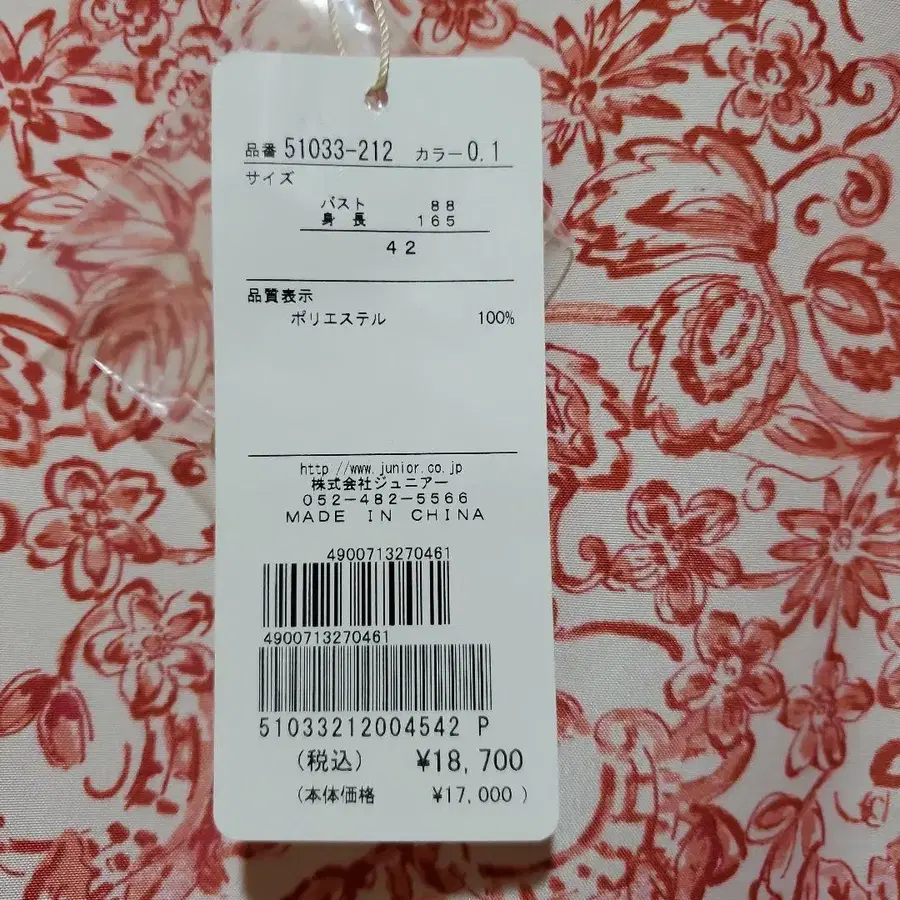 品番 51033-212 カラー0.1
サイズ
バスト 88
身長 165
42
品質表示
ポリエステル 100%
http //www.junior.co.jp
株式会社ジュニアー
052-482-5566
MADE IN CHINA
4900713270461
4900713270461
51033212004542 P
(税込) ¥18,700
(本体価格 ¥17,000)